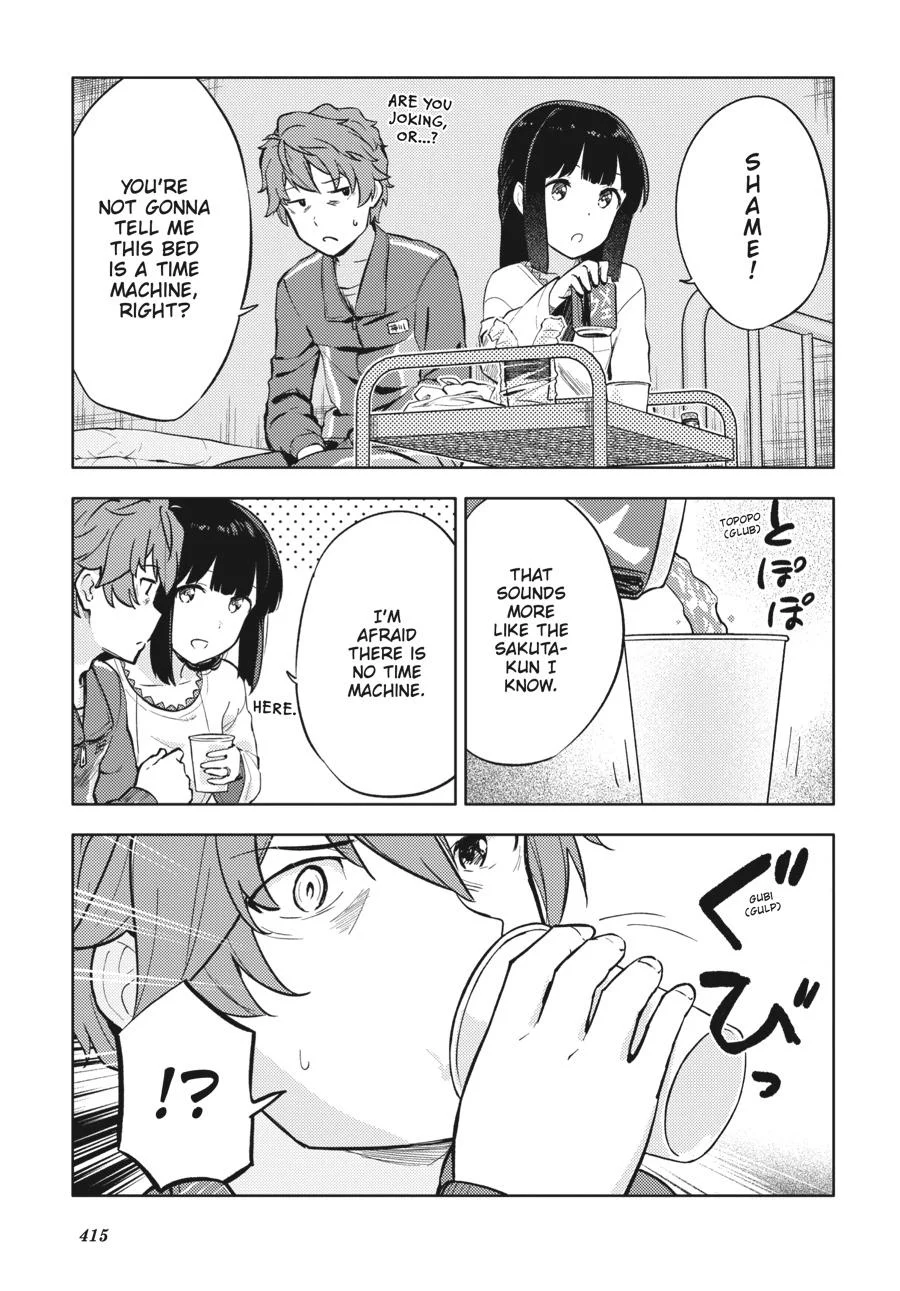 SHAME!
ARE YOU
JOKING,
OR...?
YOU'RE
NOT GONNA
TELL ME
THIS BED
IS A TIME
MACHINE,
RIGHT?
TOPOPO
(GLUB)
とぽぽ
THAT
SOUNDS
MORE
LIKE THE
SAKUTA-
KUN I
KNOW.
I'M
AFRAID
THERE IS
NO TIME
MACHINE.
HERE.
ぐびっ
GUBI
(GULP)
!?
415